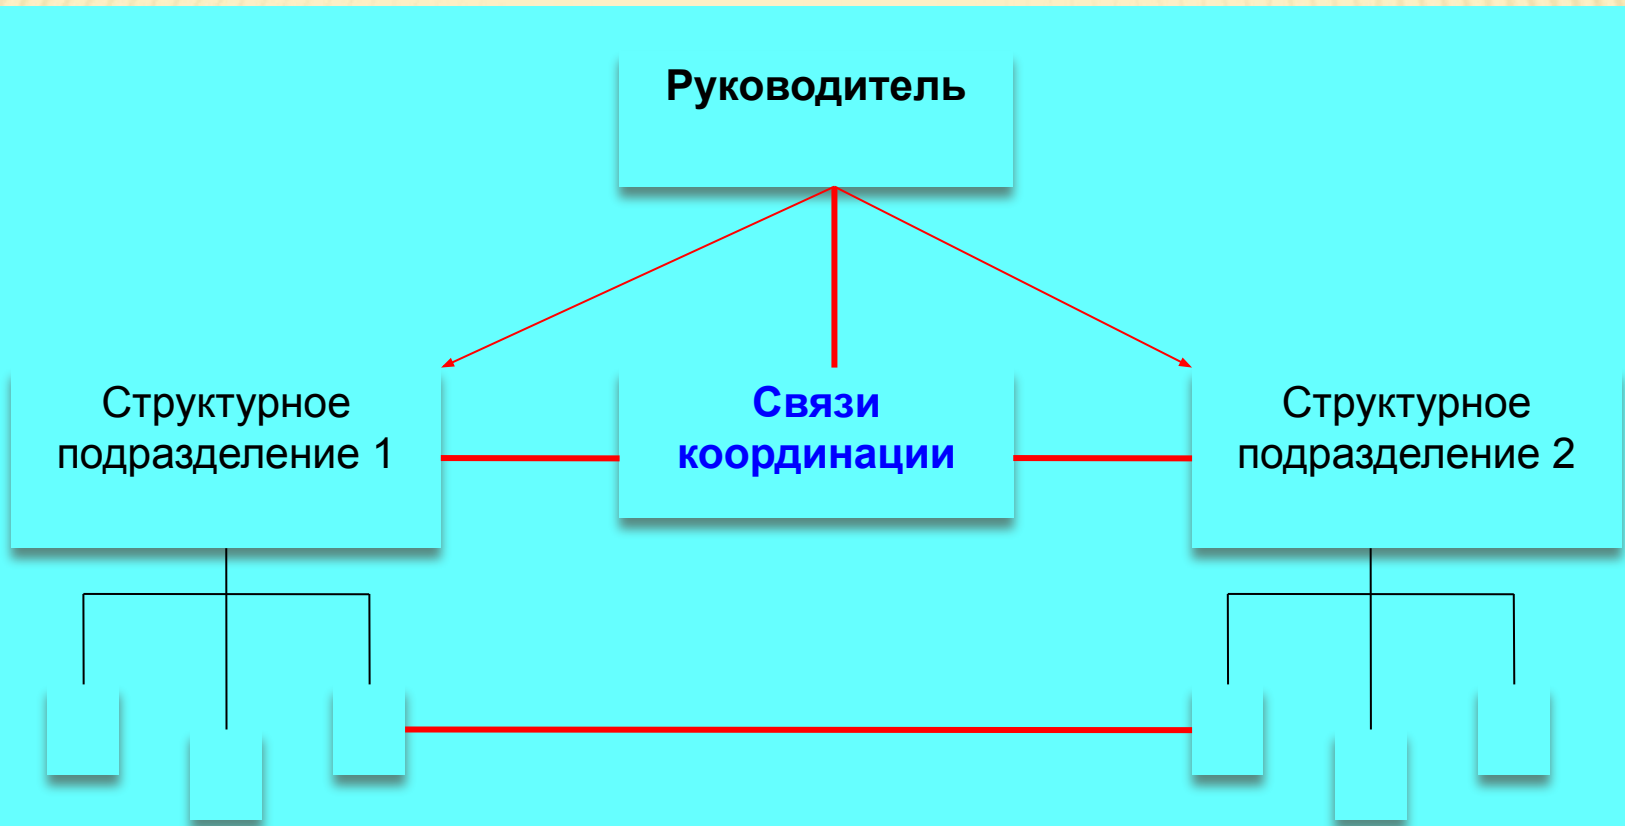 Руководитель
Структурное
подразделение 1
Связи
координации
Структурное
подразделение 2